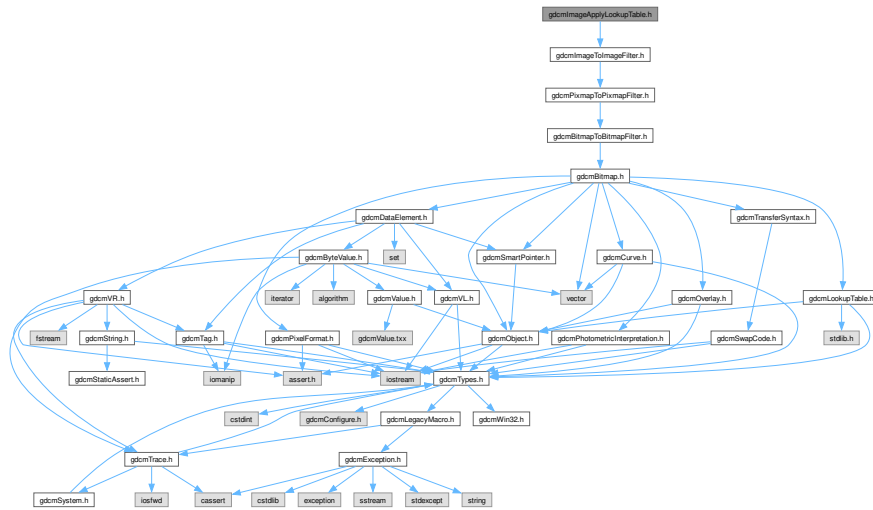 gdcmImageApplyLookupTable.h
gdcmImageToImageFilter.h
gdcmPixmapToPixmapFilter.h
gdcmBitmapToBitmapFilter.h
gdcmBitmap.h
gdcmDataElement.h
gdcmTransferSyntax.h
gdcmByteValue.h
set
gdcmSmartPointer.h
gdcmCurve.h
gdcmVR.h
iterator
algorithm
gdcmValue.h
gdcmVL.h
vector
gdcmOverlay.h
gdcmLookupTable.h
fstream
gdcmString.h
gdcmTag.h
gdcmPixelFormat.h
gdcmValue.txx
gdcmObject.h
gdcmPhotometricInterpretation.h
gdcmSwapCode.h
stdlib.h
gdcmStaticAssert.h
iomanip
assert.h
iostream
gdcmTypes.h
cstdint
gdcmConfigure.h
gdcmLegacyMacro.h
gdcmWin32.h
gdcmTrace.h
gdcmException.h
gdcmSystem.h
iosfwd
cassert
cstdlib
exception
sstream
stdexcept
string